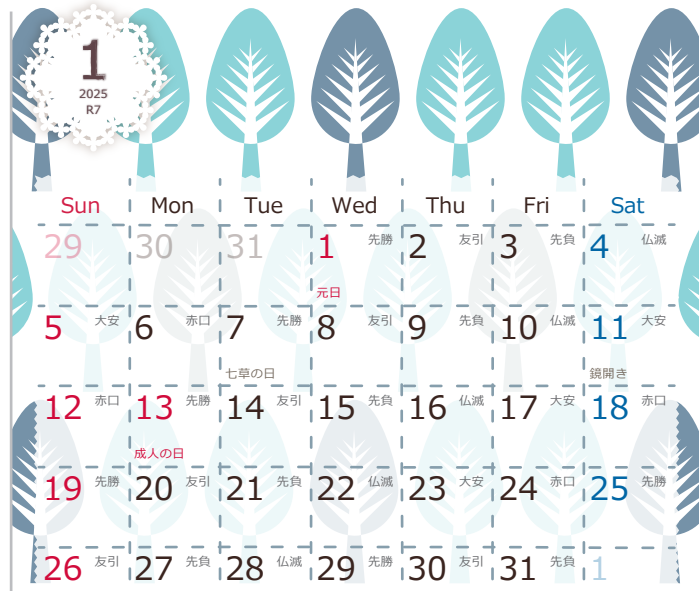 1
2025
R7
Sun Mon Tue Wed Thu Fri Sat
29 30 31 1 先勝 2 友引 3 先負 4 仏滅
元日
5 大安 6 赤口 7 先勝 8 友引 9 先負 10 仏滅 11 大安
七草の日 鏡開き
12 赤口 13 先勝 14 友引 15 先負 16 仏滅 17 大安 18 赤口
成人の日
19 先勝 20 友引 21 先負 22 仏滅 23 大安 24 赤口 25 先勝
26 友引 27 先負 28 仏滅 29 先勝 30 友引 31 先負 1